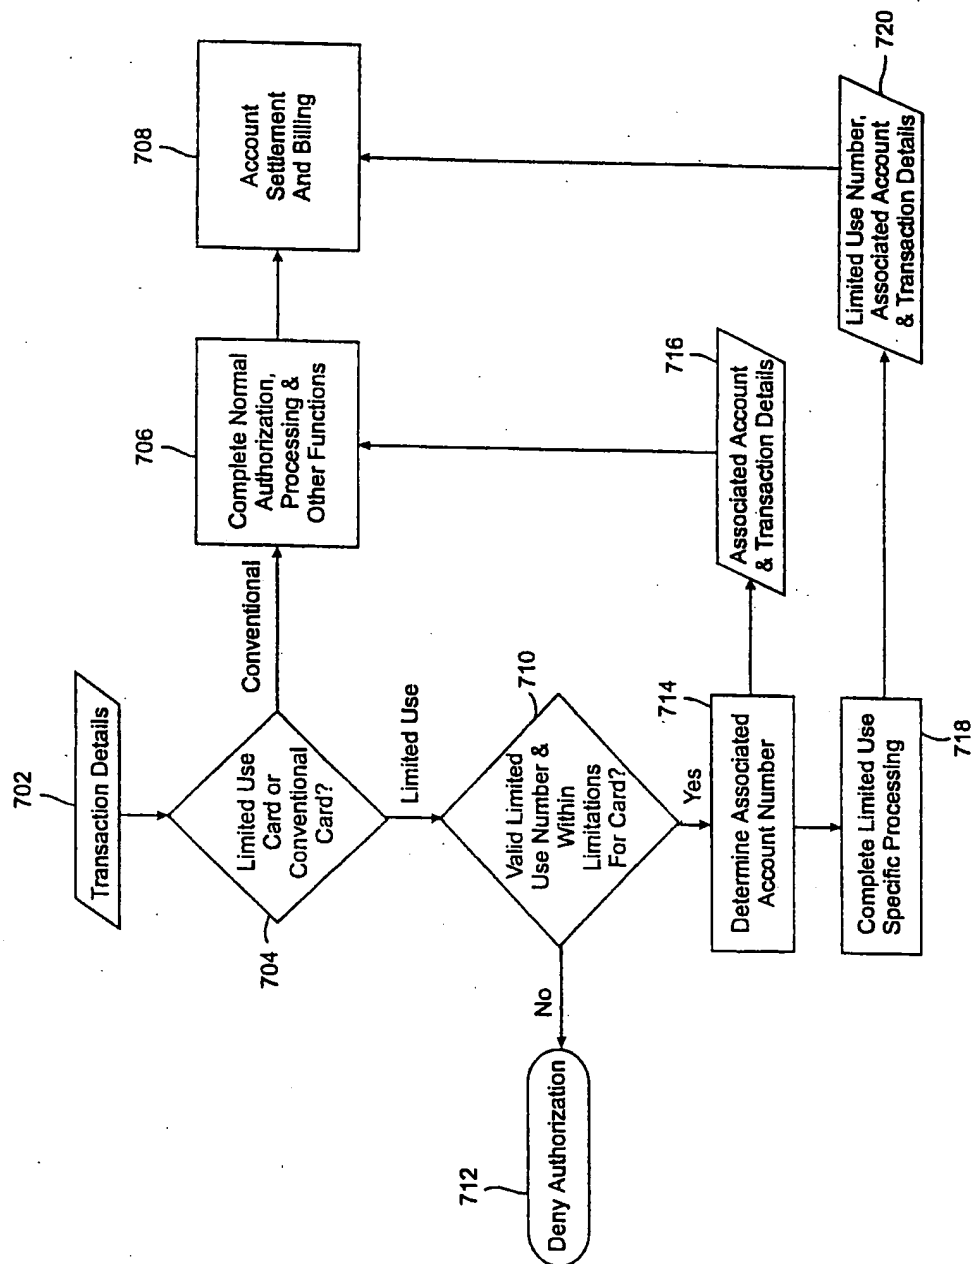 702
Transaction Details
Limited Use
Card or
Conventional
Card?
704
Conventional
706
Complete Normal
Authorization,
Processing &
Other Functions
708
Account
Settlement
And Billing
Limited Use
710
Valid Limited
Use Number &
Within
Limitations
For Card?
No
712
Deny Authorization
Yes
714
Determine Associated
Account Number
716
Associated Account
& Transaction Details
Complete Limited Use
Specific Processing
718
720
Limited Use Number,
Associated Account
& Transaction Details